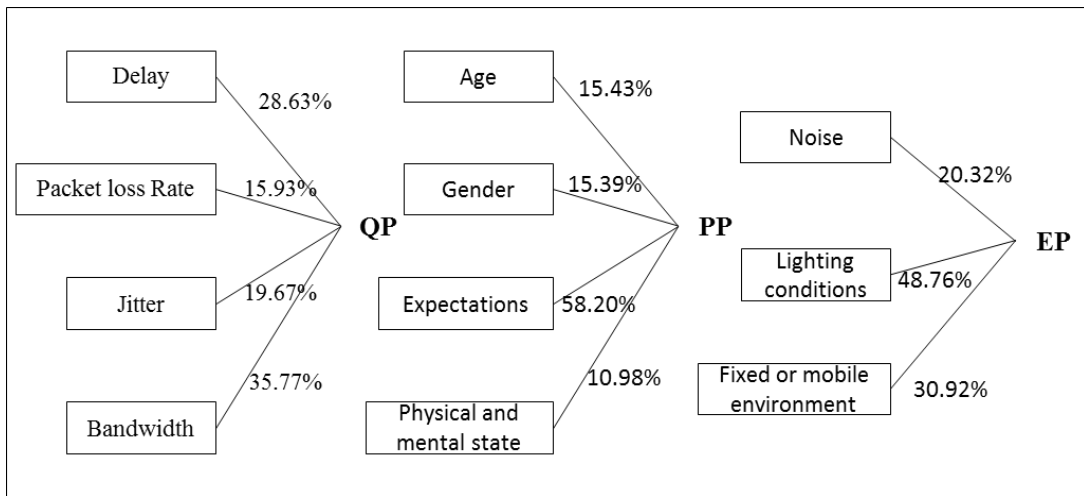 Delay
28.63%
Packet loss Rate
15.93%
QP
Jitter
19.67%
35.77%
Bandwidth
Age
15.43%
Gender
15.39%
PP
Expectations
58.20%
10.98%
Physical and
mental state
Noise
20.32%
EP
Lighting
conditions
48.76%
Fixed or mobile
environment
30.92%